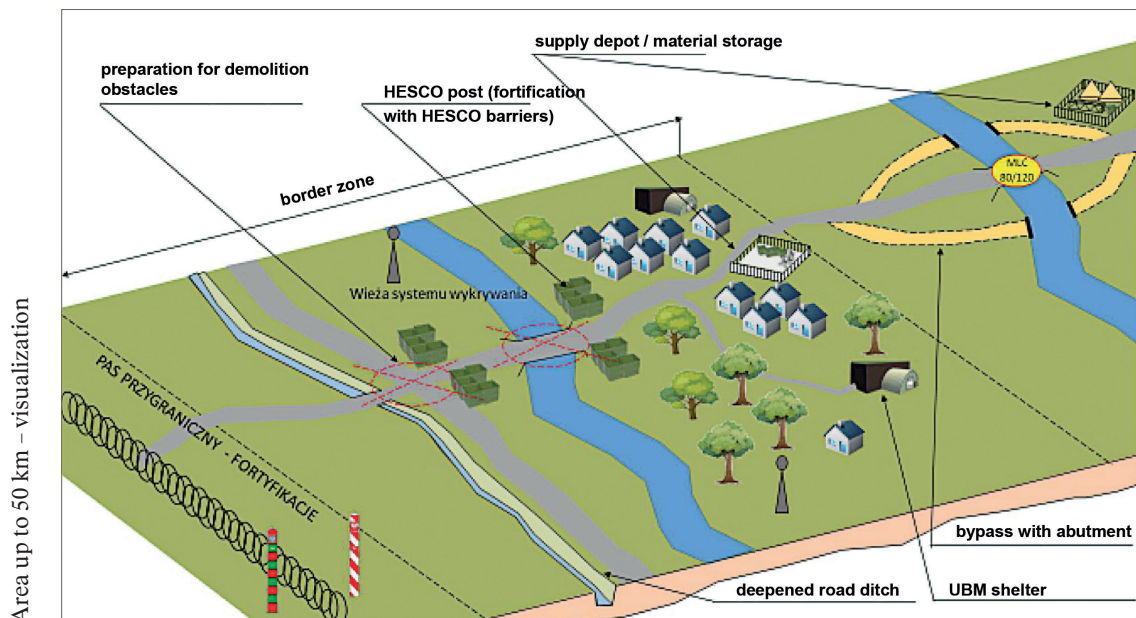 supply depot / material storage
preparation for demolition
obstacles
HESCO post (fortification
with HESCO barriers)
border zone
MLC
80/120
Wieża systemu wykrywania
PAS PRZYGRANICZNY - FORTYFIKACJE
Area up to 50 km – visualization
bypass with abutment
deepened road ditch
UBM shelter